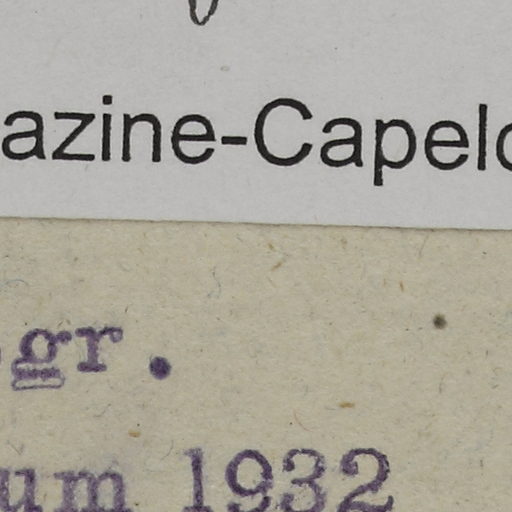 azine-Capelo
gr.
um 1932